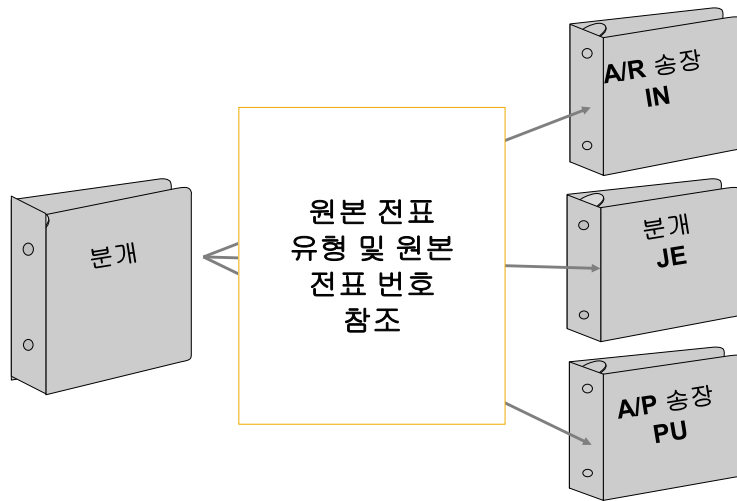 분개
원본 전표
유형 및 원본
전표 번호
참조
A/R 송장
IN
분개
JE
A/P 송장
PU